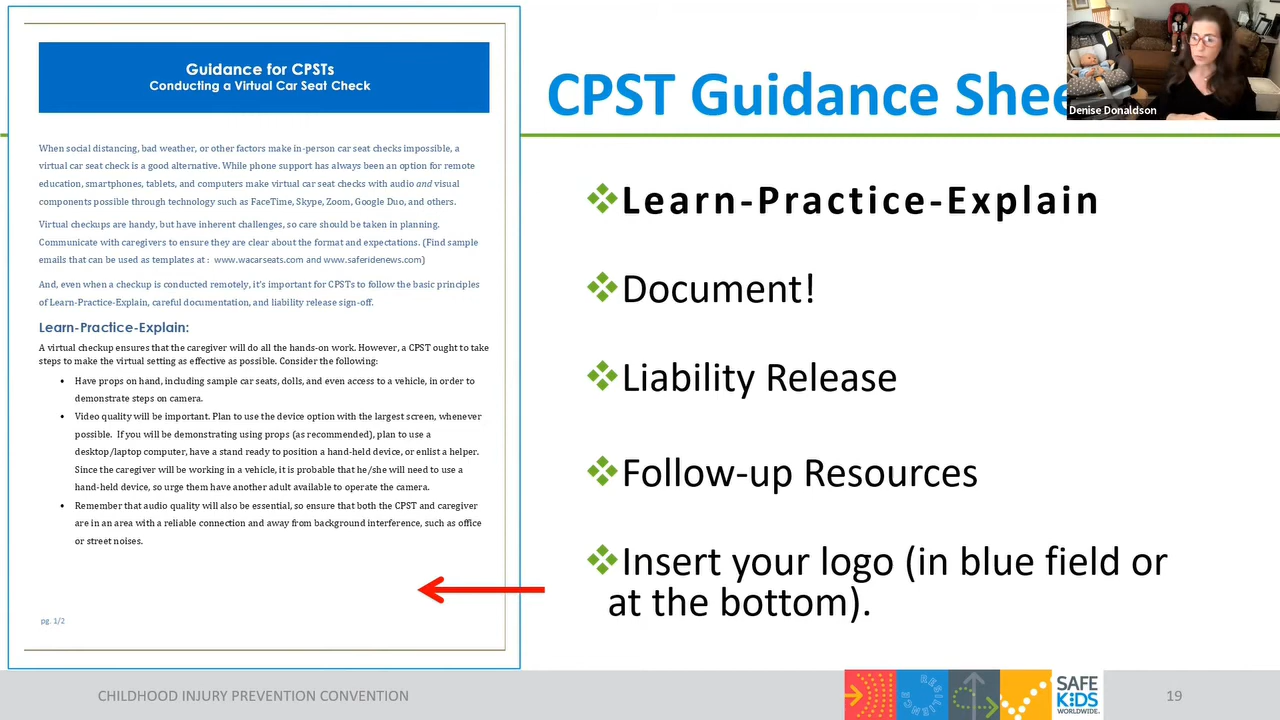 Guidance for CPSTs
Conducting a Virtual Car Seat Check
When social distancing, bad weather, or other factors make in-person car seat checks impossible, a
virtual car seat check is a good alternative. While phone support has always been an option for remote
education, smartphones, tablets, and computers make virtual car seat checks with audio and visual
components possible through technology such as FaceTime, Skype, Zoom, Google Duo, and others.
Virtual checkups are handy, but have inherent challenges, so care should be taken in planning.
Communicate with caregivers to ensure they are clear about the format and expectations. (Find sample
emails that can be used as templates at : www.wacarseats.com and www.saferidenews.com)
And, even when a checkup is conducted remotely, it's important for CPSTs to follow the basic principles
of Learn-Practice-Explain, careful documentation, and liability release sign-off.
Learn-Practice-Explain:
A virtual checkup ensures that the caregiver will do all the hands-on work. However, a CPST ought to take
steps to make the virtual setting as effective as possible. Consider the following:
• Have props on hand, including sample car seats, dolls, and even access to a vehicle, in order to
demonstrate steps on camera.
• Video quality will be important. Plan to use the device option with the largest screen, whenever
possible. If you will be demonstrating using props (as recommended), plan to use a
desktop/laptop computer, have a stand ready to position a hand-held device, or enlist a helper.
Since the caregiver will be working in a vehicle, it is probable that he/she will need to use a
hand-held device, so urge them have another adult available to operate the camera.
• Remember that audio quality will also be essential, so ensure that both the CPST and caregiver
are in an area with a reliable connection and away from background interference, such as office
or street noises.
pg. 1/2
CPST Guidance Shee
Denise Donaldson
Learn-Practice-Explain
Document!
Liability Release
Follow-up Resources
Insert your logo (in blue field or
at the bottom).
CHILDHOOD INJURY PREVENTION CONVENTION
RESILIENCE
SAFE
KiDS
WORLDWIDE.
19